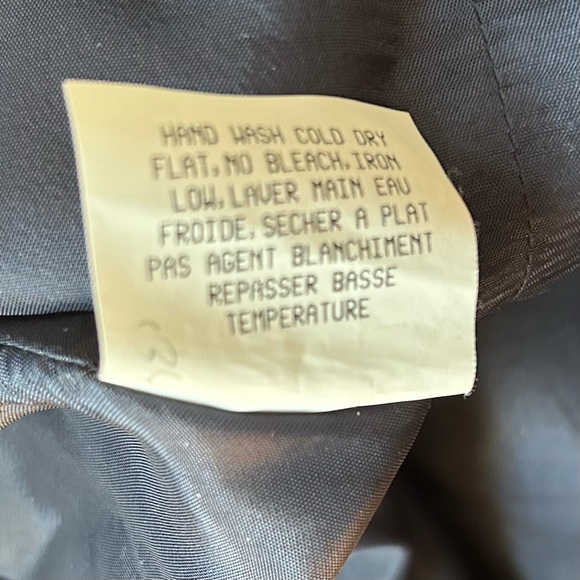 HAND WASH COLD DRY
FLAT, NO BLEACH, IRON
LOW, LAVER MAIN EAU
FROIDE, SECHER A PLAT
PAS AGENT BLANCHIMENT
REPASSER BASSE
TEMPERATURE